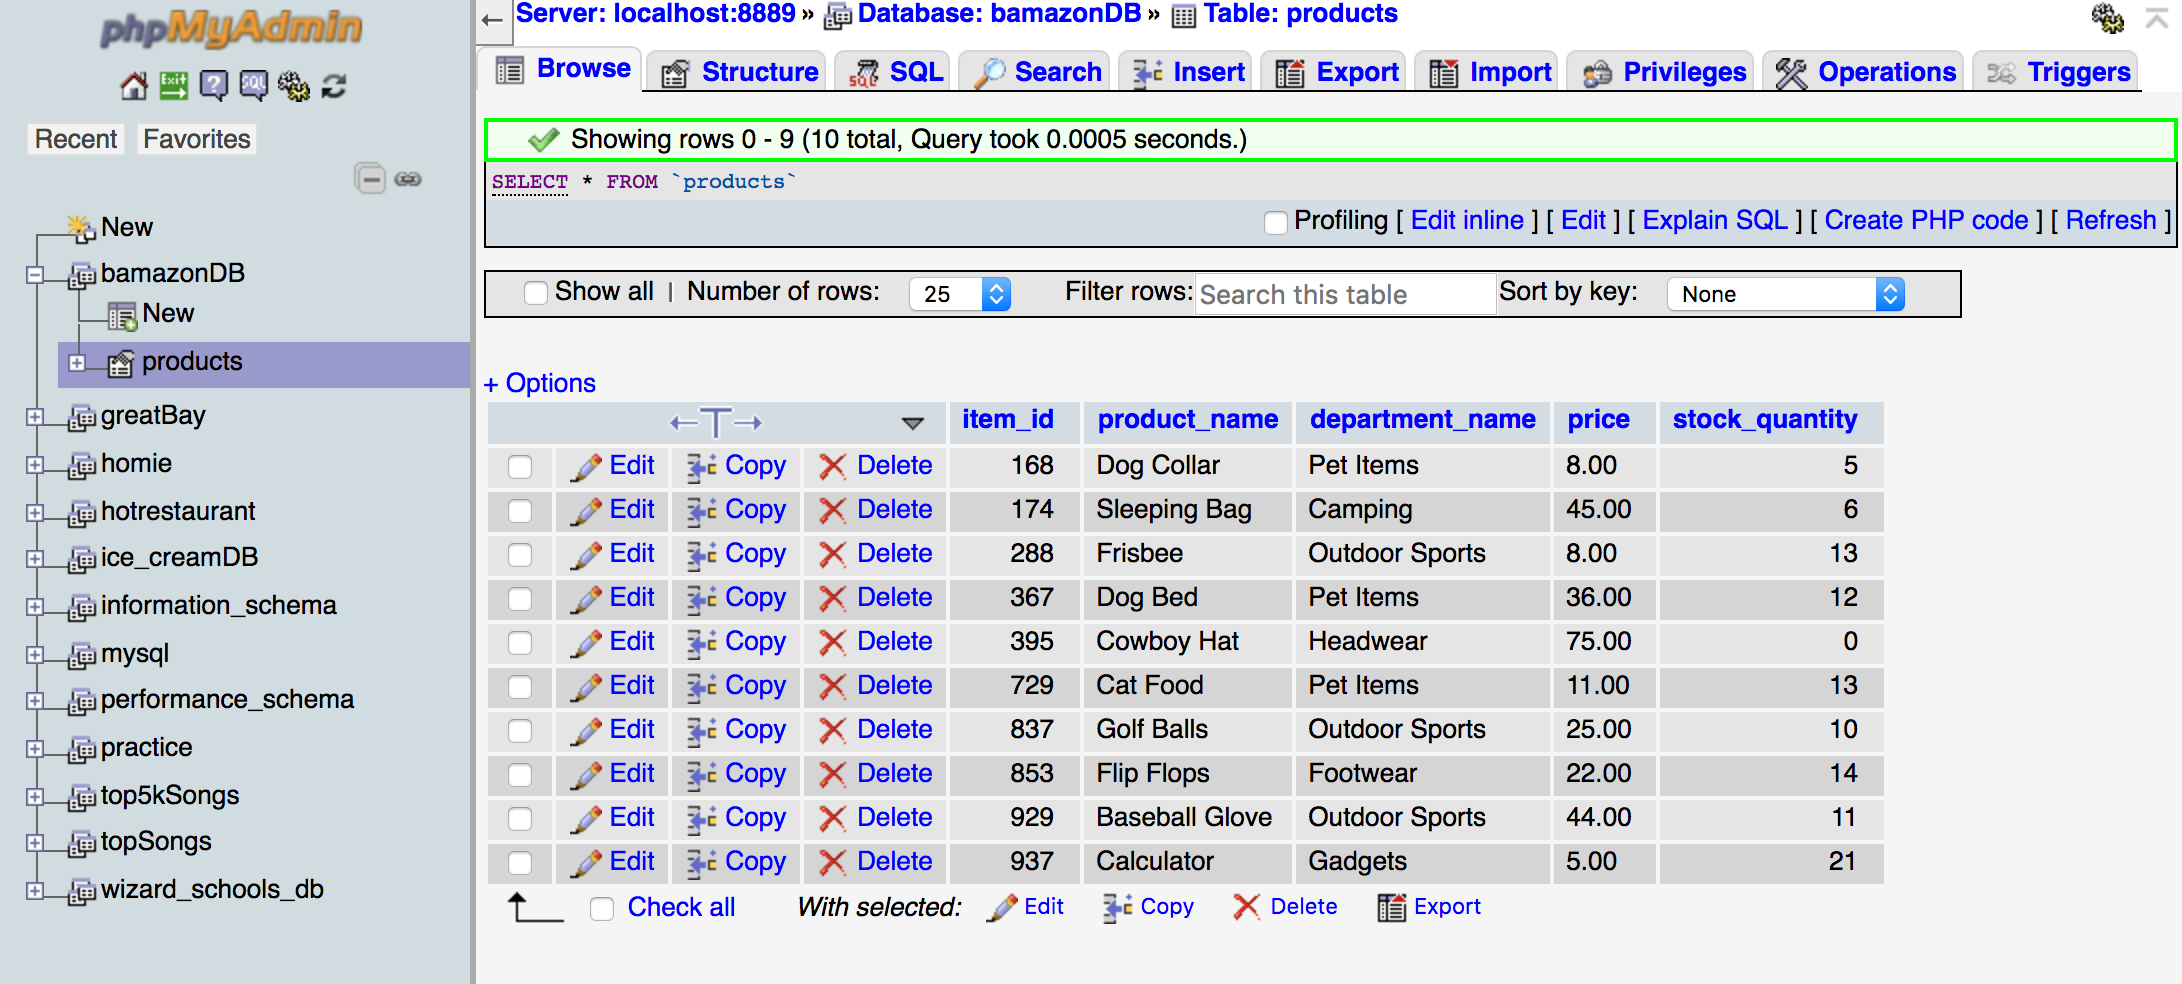 phpMyAdmin
Recent Favorites
New
bamazonDB
New
products
greatBay
homie
hotrestaurant
ice_creamDB
information_schema
mysql
performance_schema
practice
top5kSongs
topSongs
wizard_schools_db
Server: localhost:8889 » Database: bamazonDB » Table: products
Browse Structure SQL Search Insert Export Import Privileges Operations Triggers
Showing rows 0 - 9 (10 total, Query took 0.0005 seconds.)
SELECT * FROM `products`
Profiling [ Edit inline ] [ Edit ] [ Explain SQL ] [ Create PHP code ] [ Refresh ]
Show all | Number of rows: 25 Filter rows: Search this table Sort by key: None
+ Options
←T→ item_id product_name department_name price stock_quantity
Edit Copy Delete 168 Dog Collar Pet Items 8.00 5
Edit Copy Delete 174 Sleeping Bag Camping 45.00 6
Edit Copy Delete 288 Frisbee Outdoor Sports 8.00 13
Edit Copy Delete 367 Dog Bed Pet Items 36.00 12
Edit Copy Delete 395 Cowboy Hat Headwear 75.00 0
Edit Copy Delete 729 Cat Food Pet Items 11.00 13
Edit Copy Delete 837 Golf Balls Outdoor Sports 25.00 10
Edit Copy Delete 853 Flip Flops Footwear 22.00 14
Edit Copy Delete 929 Baseball Glove Outdoor Sports 44.00 11
Edit Copy Delete 937 Calculator Gadgets 5.00 21
Check all With selected: Edit Copy Delete Export